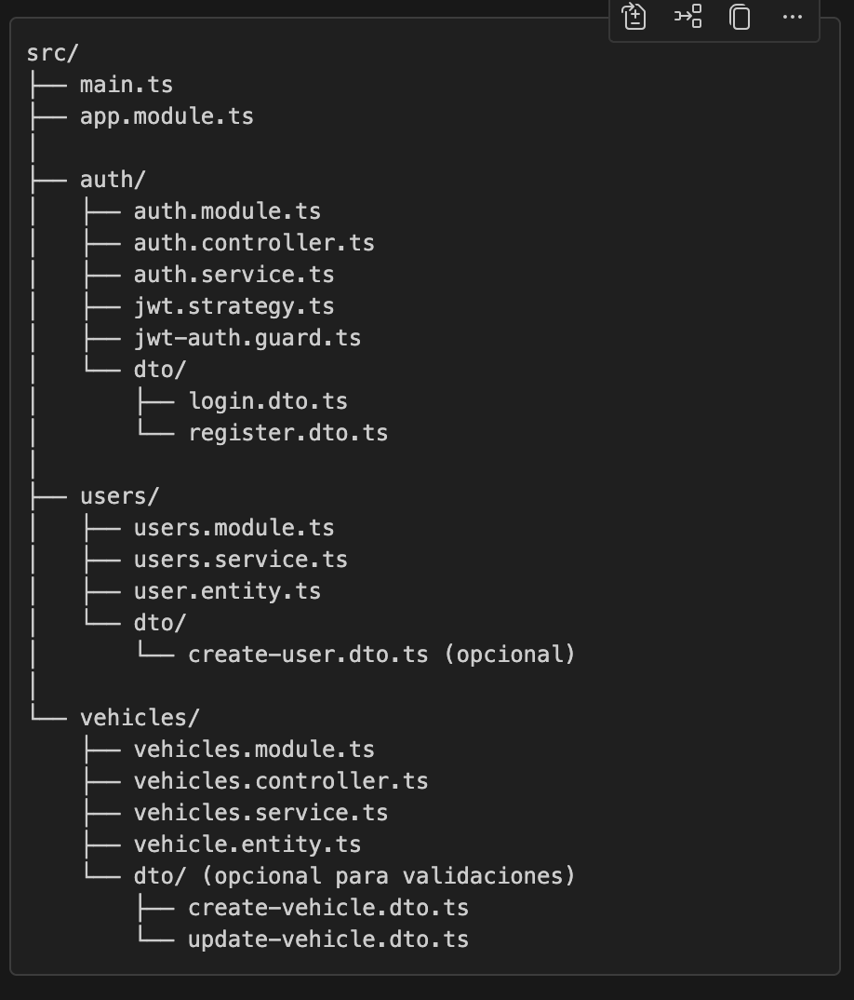 src/
├── main.ts
├── app.module.ts
│
├── auth/
│   ├── auth.module.ts
│   ├── auth.controller.ts
│   ├── auth.service.ts
│   ├── jwt.strategy.ts
│   ├── jwt-auth.guard.ts
│   └── dto/
│       ├── login.dto.ts
│       └── register.dto.ts
│
├── users/
│   ├── users.module.ts
│   ├── users.service.ts
│   ├── user.entity.ts
│   └── dto/
│       └── create-user.dto.ts (opcional)
│
└── vehicles/
    ├── vehicles.module.ts
    ├── vehicles.controller.ts
    ├── vehicles.service.ts
    ├── vehicle.entity.ts
    └── dto/ (opcional para validaciones)
        ├── create-vehicle.dto.ts
        └── update-vehicle.dto.ts